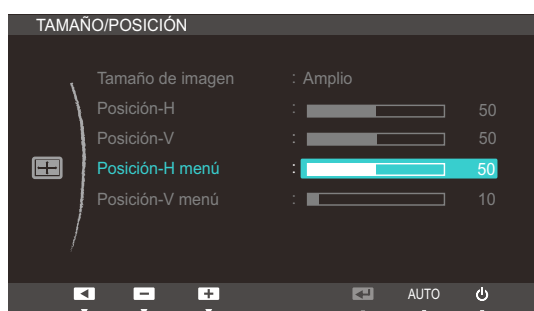 TAMAÑO/POSICIÓN
Tamaño de imagen : Amplio
Posición-H : 50
Posición-V : 50
Posición-H menú : 50
Posición-V menú : 10
AUTO